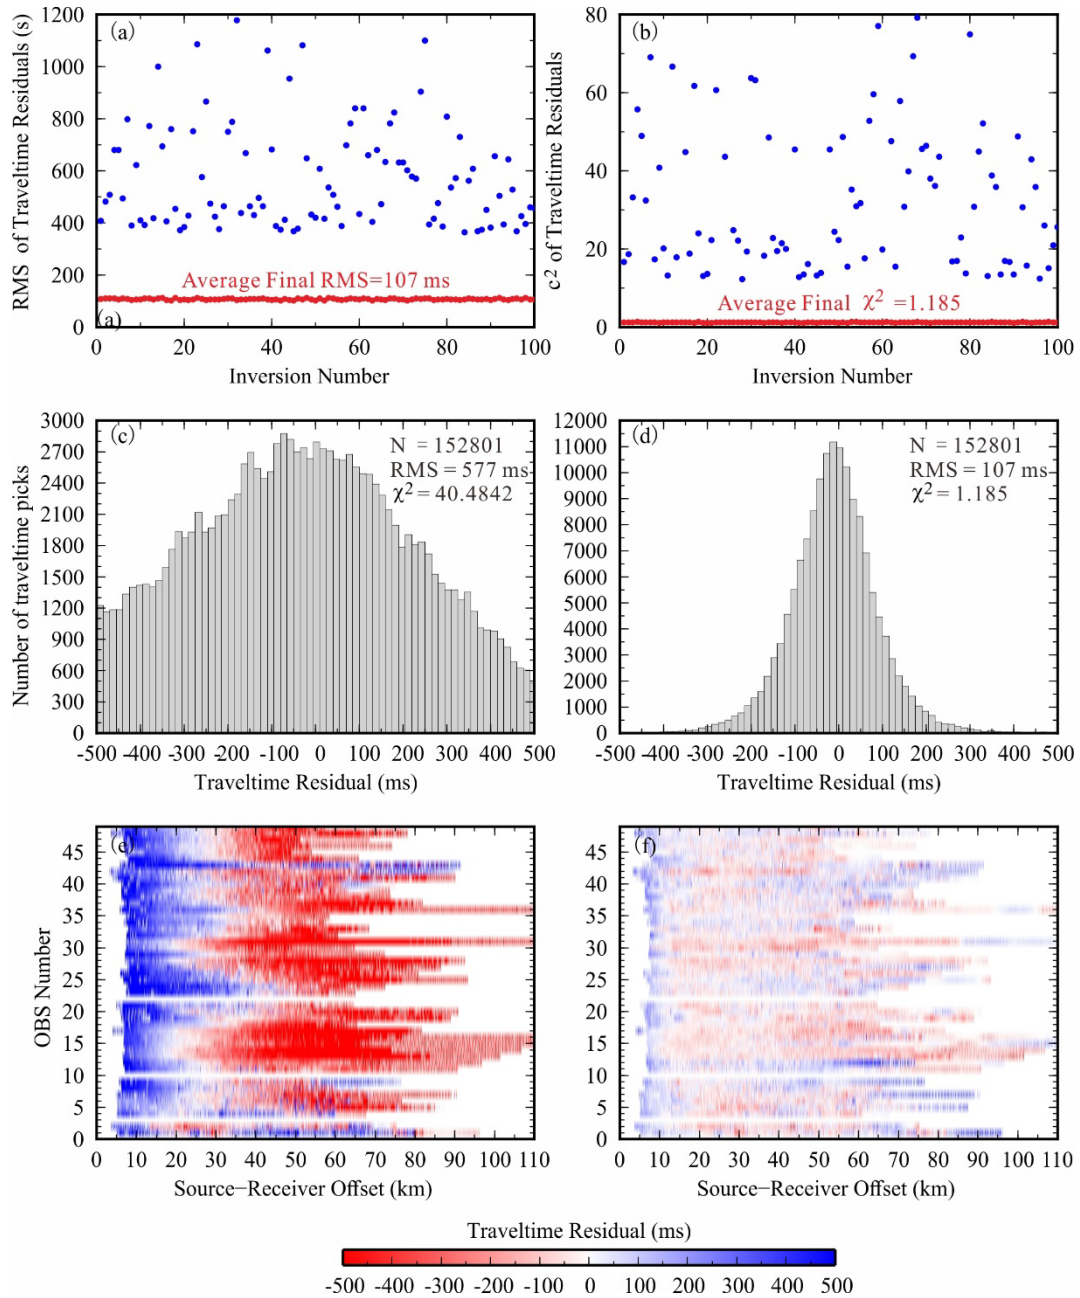 (a)
RMS of Traveltime Residuals (s)
1200
1000
800
600
400
200
0
Average Final RMS=107 ms
(a)
0 20 40 60 80 100
Inversion Number
(b)
c² of Traveltime Residuals
80
60
40
20
0
Average Final χ² =1.185
0 20 40 60 80 100
Inversion Number
(c)
Number of traveltime picks
3000
2700
2400
2100
1800
1500
1200
900
600
300
0
N = 152801
RMS = 577 ms
χ² = 40.4842
-500 -400 -300 -200 -100 0 100 200 300 400 500
Traveltime Residual (ms)
(d)
12000
11000
10000
9000
8000
7000
6000
5000
4000
3000
2000
1000
0
N = 152801
RMS = 107 ms
χ² = 1.185
-500 -400 -300 -200 -100 0 100 200 300 400 500
Traveltime Residual (ms)
(e)
OBS Number
45
40
35
30
25
20
15
10
5
0
0 10 20 30 40 50 60 70 80 90 100 110
Source−Receiver Offset (km)
(f)
45
40
35
30
25
20
15
10
5
0
0 10 20 30 40 50 60 70 80 90 100 110
Source−Receiver Offset (km)
Traveltime Residual (ms)
-500 -400 -300 -200 -100 0 100 200 300 400 500